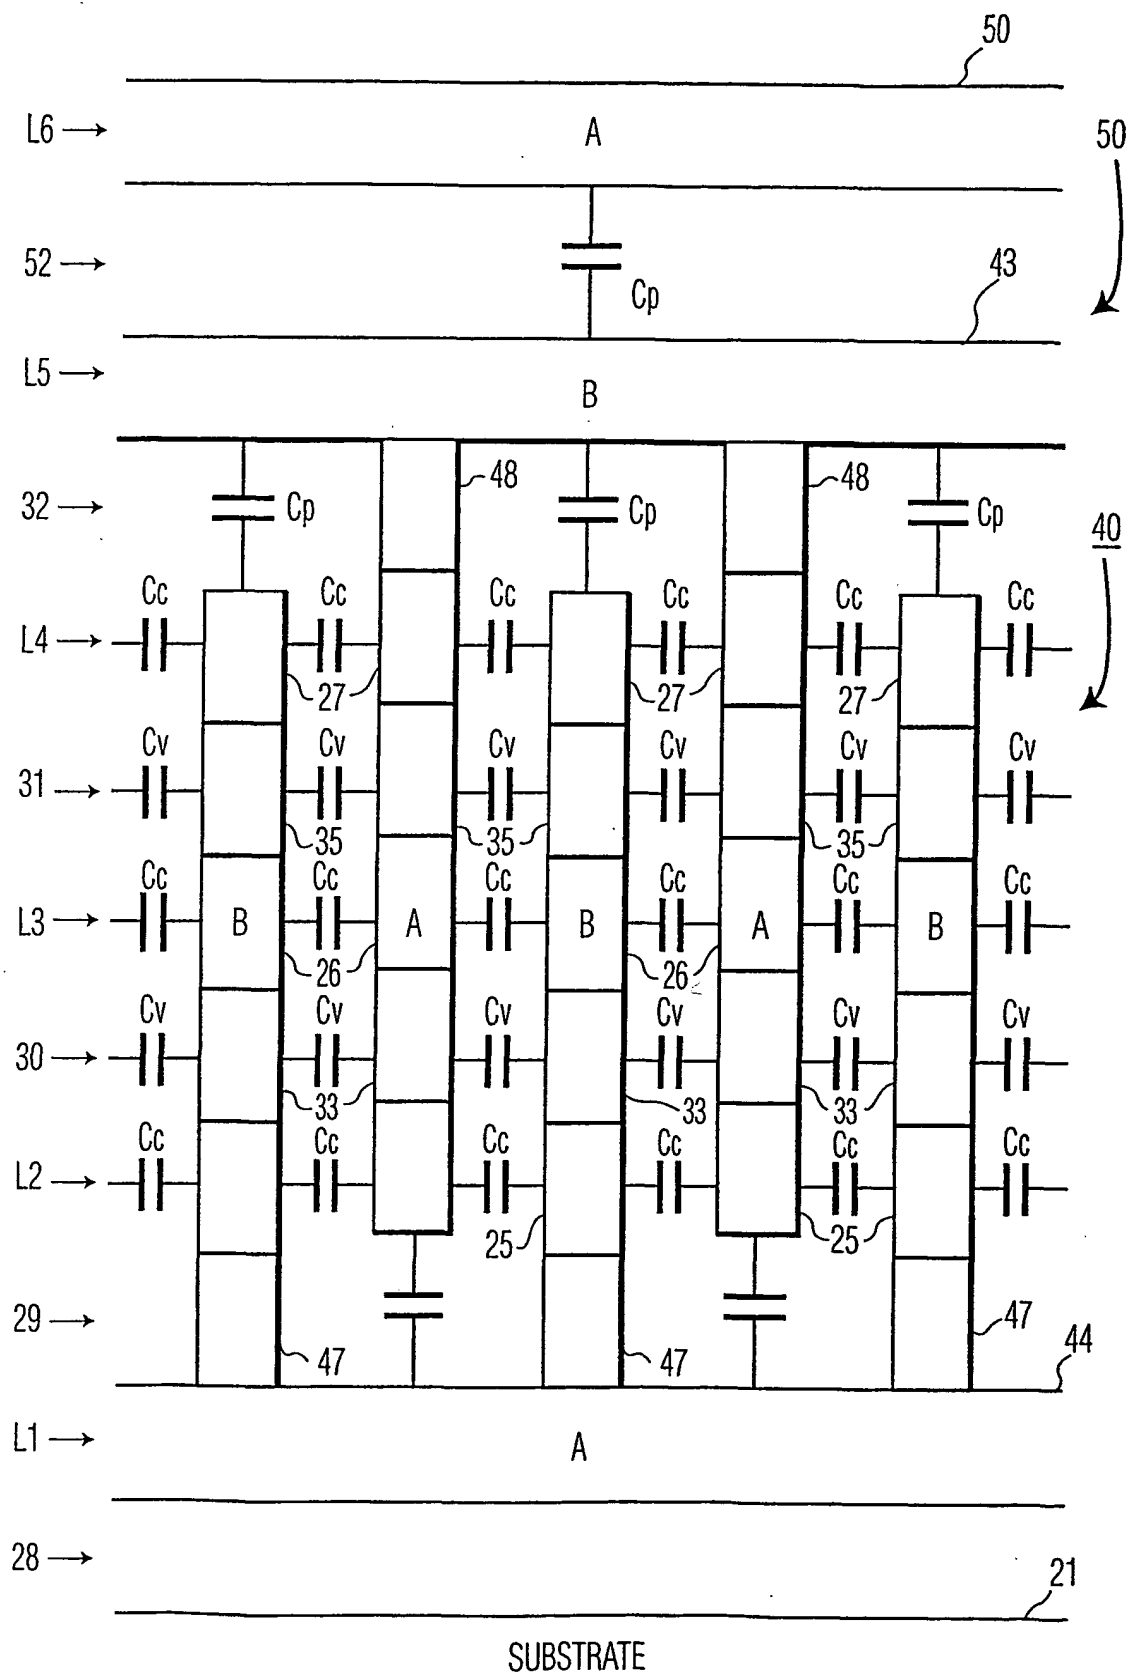 50
L6
A
50
52
Cp
43
L5
B
48
48
32
Cp
Cp
Cp
40
Cc Cc Cc Cc Cc Cc
L4
27 27 27
Cv Cv Cv Cv Cv Cv
31
35 35 35
Cc Cc Cc Cc Cc Cc
L3
B A B A B
26 26
Cv Cv Cv Cv Cv Cv
30
33 33 33
Cc Cc Cc Cc Cc Cc
L2
25 25
29
47 47 47
44
L1
A
28
21
SUBSTRATE